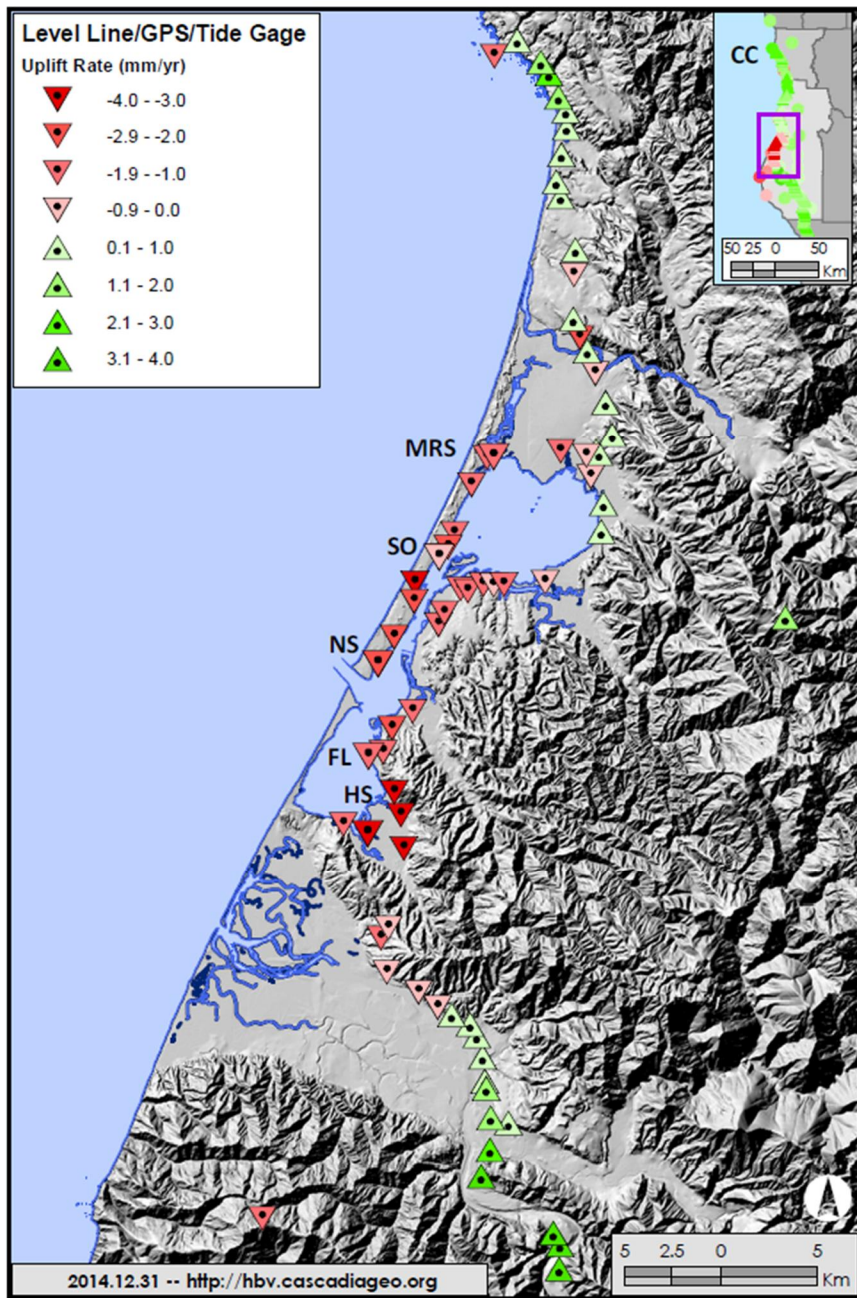 Level Line/GPS/Tide Gage
Uplift Rate (mm/yr)
-4.0 - -3.0
-2.9 - -2.0
-1.9 - -1.0
-0.9 - 0.0
0.1 - 1.0
1.1 - 2.0
2.1 - 3.0
3.1 - 4.0
CC
50 25 0 50
Km
MRS
SO
NS
FL
HS
5 2.5 0 5
Km
2014.12.31 -- http://hbv.cascadiageo.org